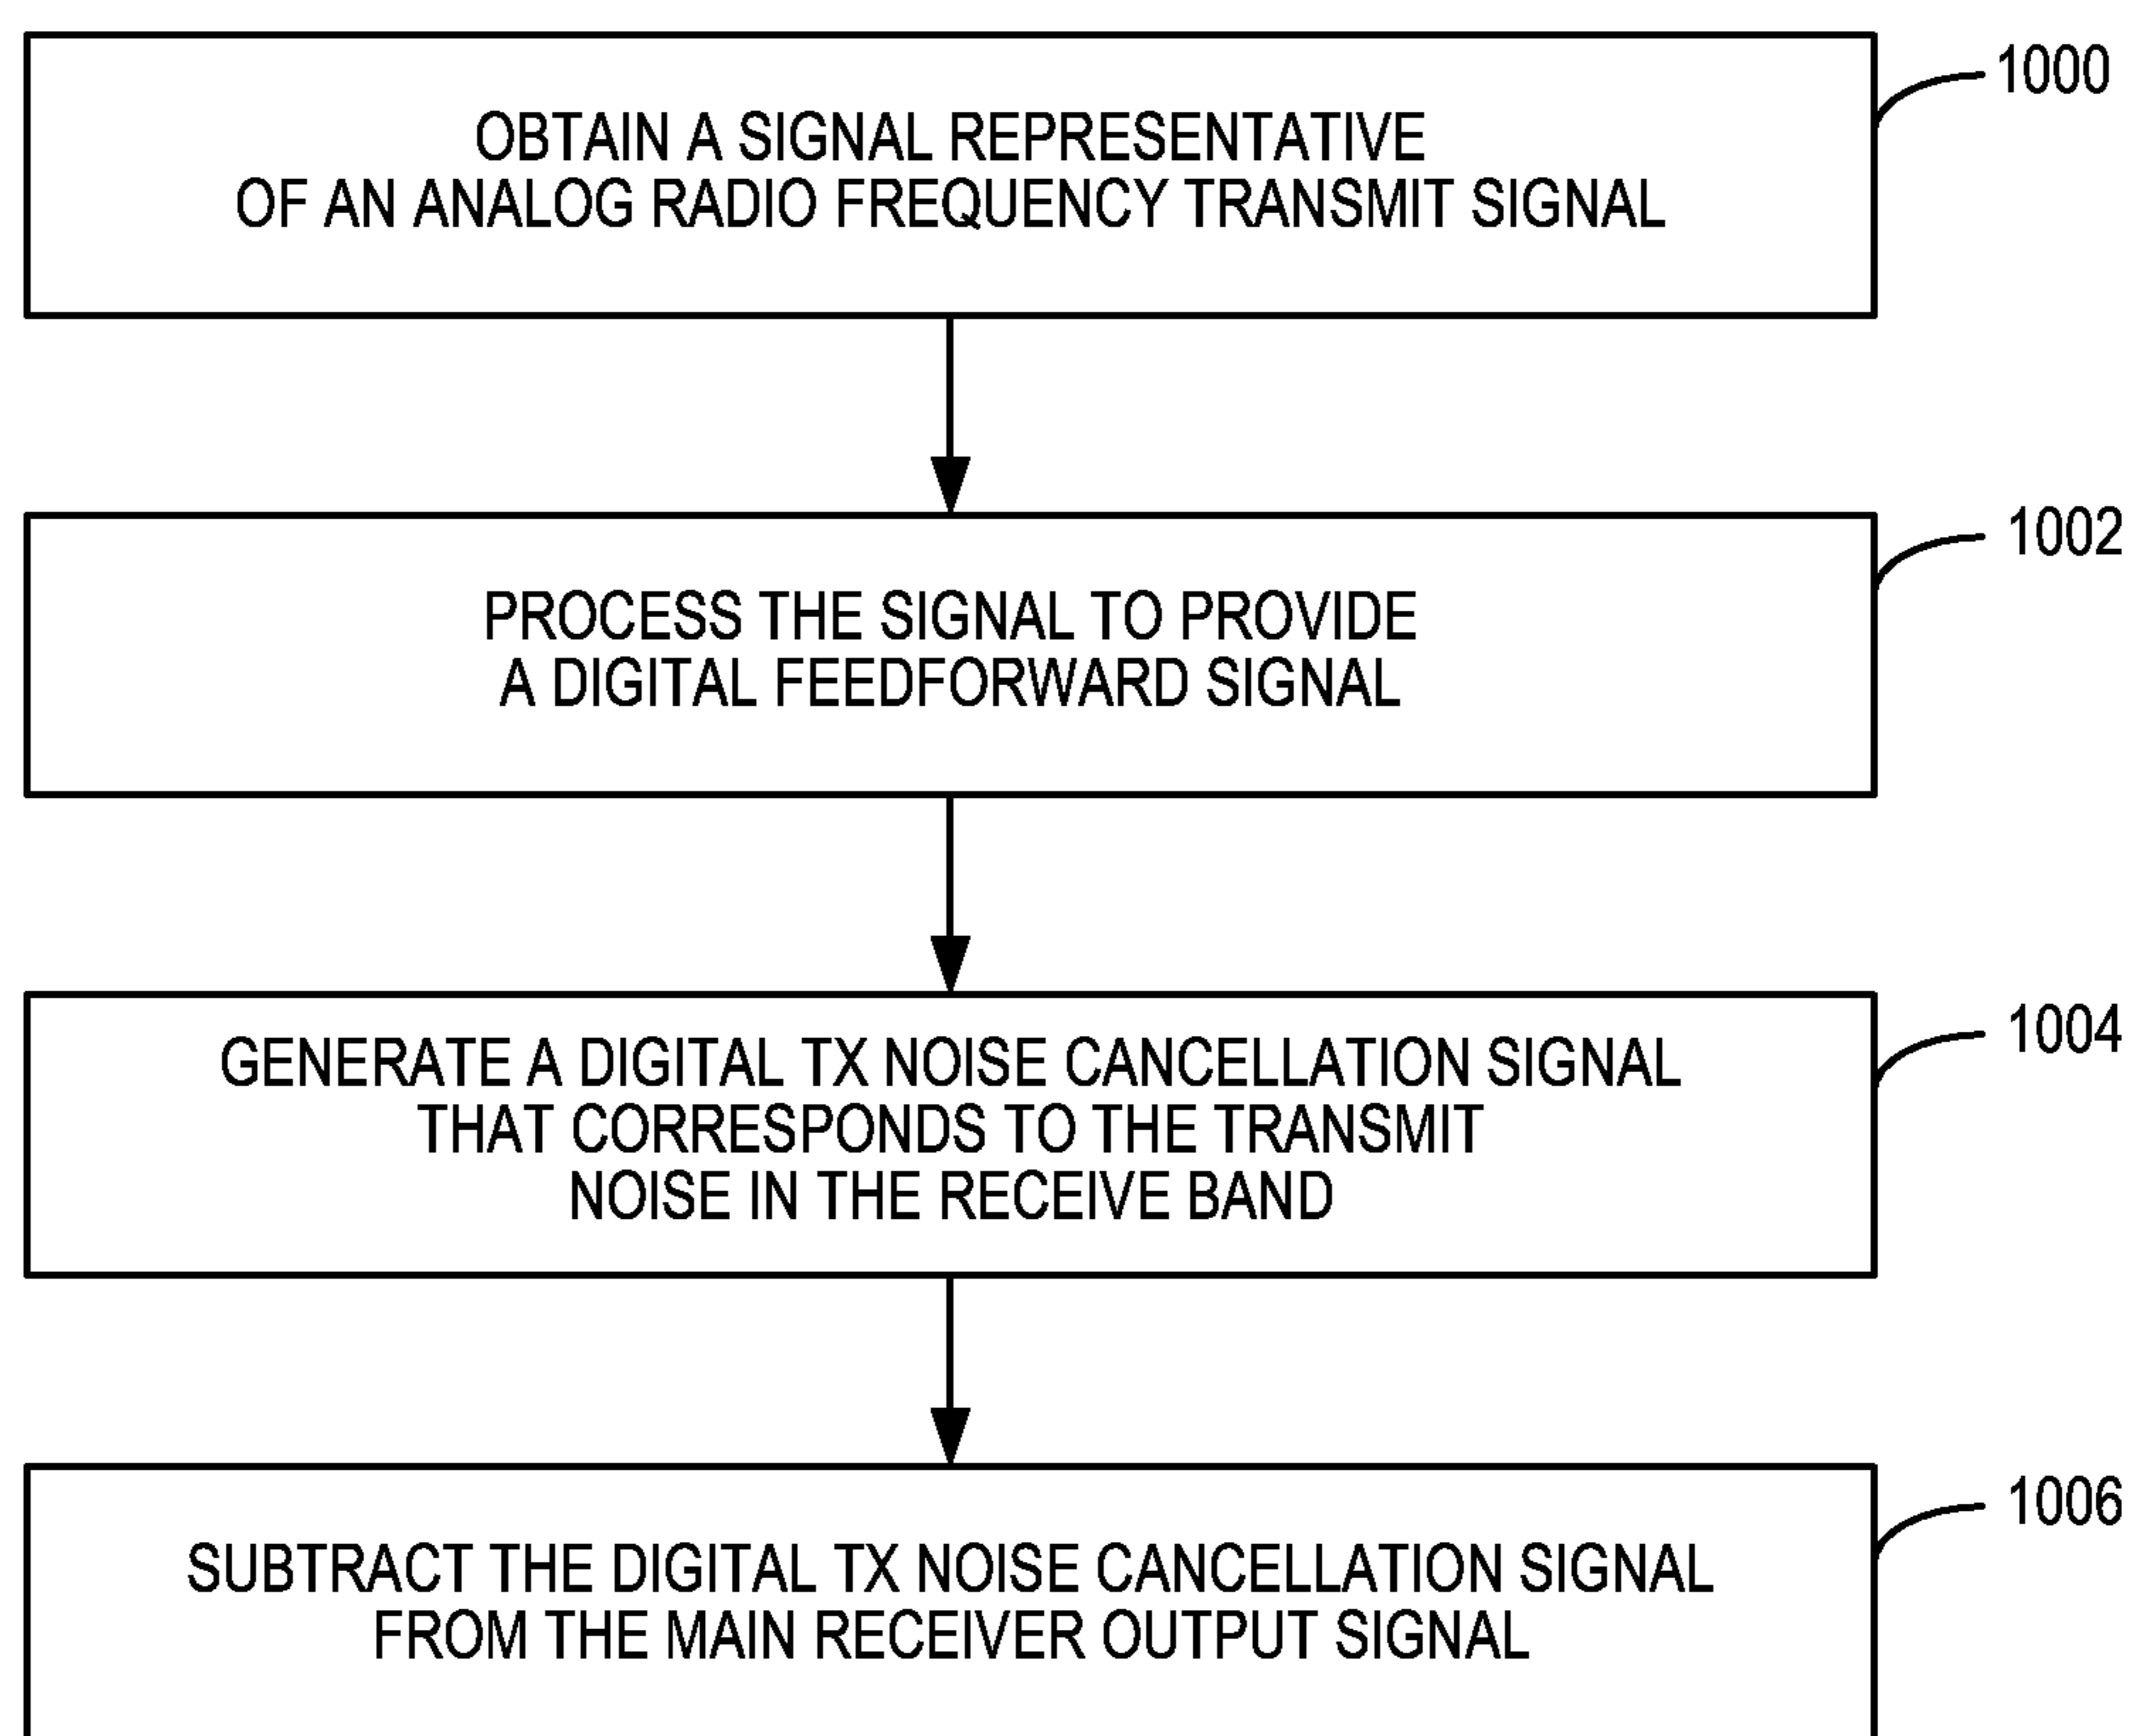 1000
OBTAIN A SIGNAL REPRESENTATIVE
OF AN ANALOG RADIO FREQUENCY TRANSMIT SIGNAL
1002
PROCESS THE SIGNAL TO PROVIDE
A DIGITAL FEEDFORWARD SIGNAL
1004
GENERATE A DIGITAL TX NOISE CANCELLATION SIGNAL
THAT CORRESPONDS TO THE TRANSMIT
NOISE IN THE RECEIVE BAND
1006
SUBTRACT THE DIGITAL TX NOISE CANCELLATION SIGNAL
FROM THE MAIN RECEIVER OUTPUT SIGNAL